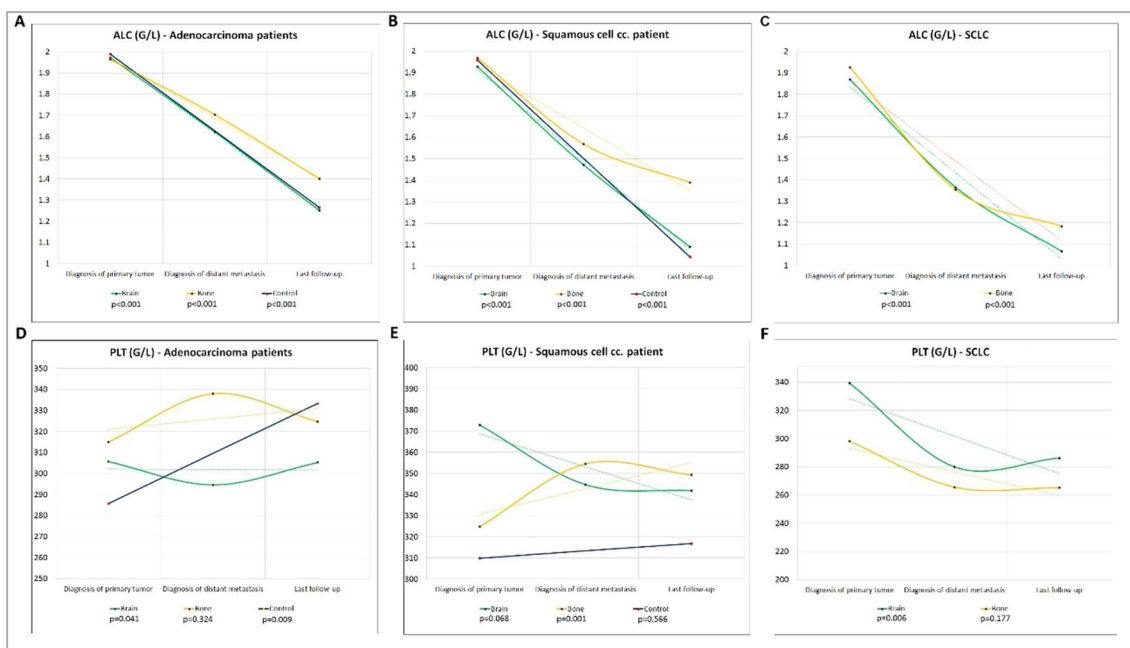 A
ALC (G/L) - Adenocarcinoma patients
2
1.9
1.8
1.7
1.6
1.5
1.4
1.3
1.2
1.1
1
Diagnosis of primary tumor Diagnosis of distant metastasis Last follow-up
Brain Bone Control
p<0.001 p<0.001 p<0.001
B
ALC (G/L) - Squamous cell cc. patient
2
1.9
1.8
1.7
1.6
1.5
1.4
1.3
1.2
1.1
1
Diagnosis of primary tumor Diagnosis of distant metastasis Last follow-up
Brain Bone Control
p<0.001 p<0.001 p<0.001
C
ALC (G/L) - SCLC
2
1.9
1.8
1.7
1.6
1.5
1.4
1.3
1.2
1.1
1
Diagnosis of primary tumor Diagnosis of distant metastasis Last follow-up
Brain Bone
p<0.001 p<0.001
D
PLT (G/L) - Adenocarcinoma patients
350
340
330
320
310
300
290
280
270
260
250
Diagnosis of primary tumor Diagnosis of distant metastasis Last follow-up
Brain Bone Control
p=0.041 p=0.324 p=0.009
E
PLT (G/L) - Squamous cell cc. patient
400
390
380
370
360
350
340
330
320
310
300
Diagnosis of primary tumor Diagnosis of distant metastasis Last follow-up
Brain Bone Control
p=0.068 p=0.001 p=0.566
F
PLT (G/L) - SCLC
340
320
300
280
260
240
220
200
Diagnosis of primary tumor Diagnosis of distant metastasis Last follow-up
Brain Bone
p=0.006 p=0.177